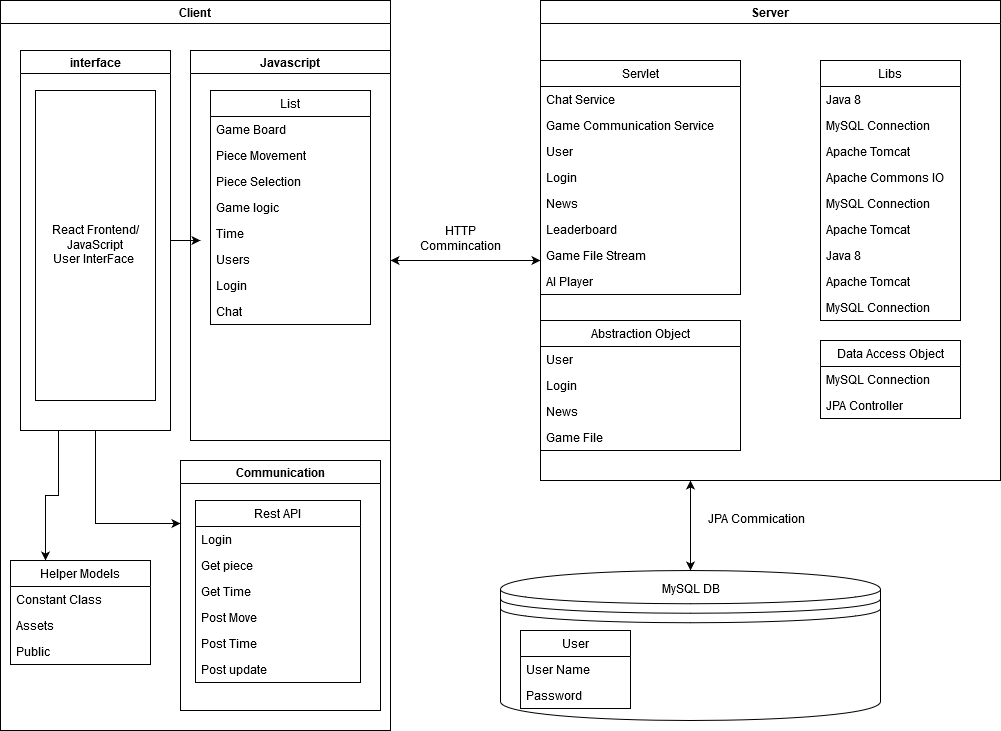 Client
interface
React Frontend/
JavaScript
User InterFace
Javascript
List
Game Board
Piece Movement
Piece Selection
Game logic
Time
Users
Login
Chat
Communication
Rest API
Login
Get piece
Get Time
Post Move
Post Time
Post update
Helper Models
Constant Class
Assets
Public
HTTP
Commincation
Server
Servlet
Chat Service
Game Communication Service
User
Login
News
Leaderboard
Game File Stream
AI Player
Abstraction Object
User
Login
News
Game File
Libs
Java 8
MySQL Connection
Apache Tomcat
Apache Commons IO
MySQL Connection
Apache Tomcat
Java 8
Apache Tomcat
MySQL Connection
Data Access Object
MySQL Connection
JPA Controller
JPA Commication
MySQL DB
User
User Name
Password